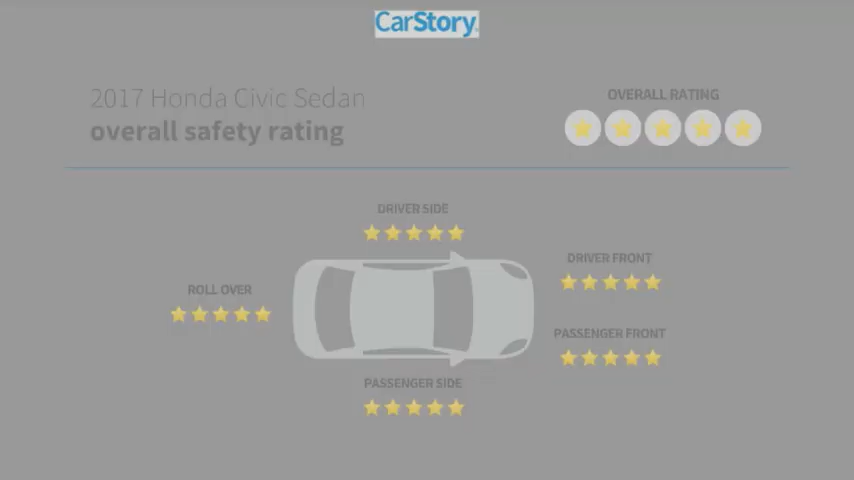 CarStory
2017 Honda Civic Sedan
overall safety rating
OVERALL RATING
DRIVER SIDE
DRIVER FRONT
ROLL OVER
PASSENGER FRONT
PASSENGER SIDE